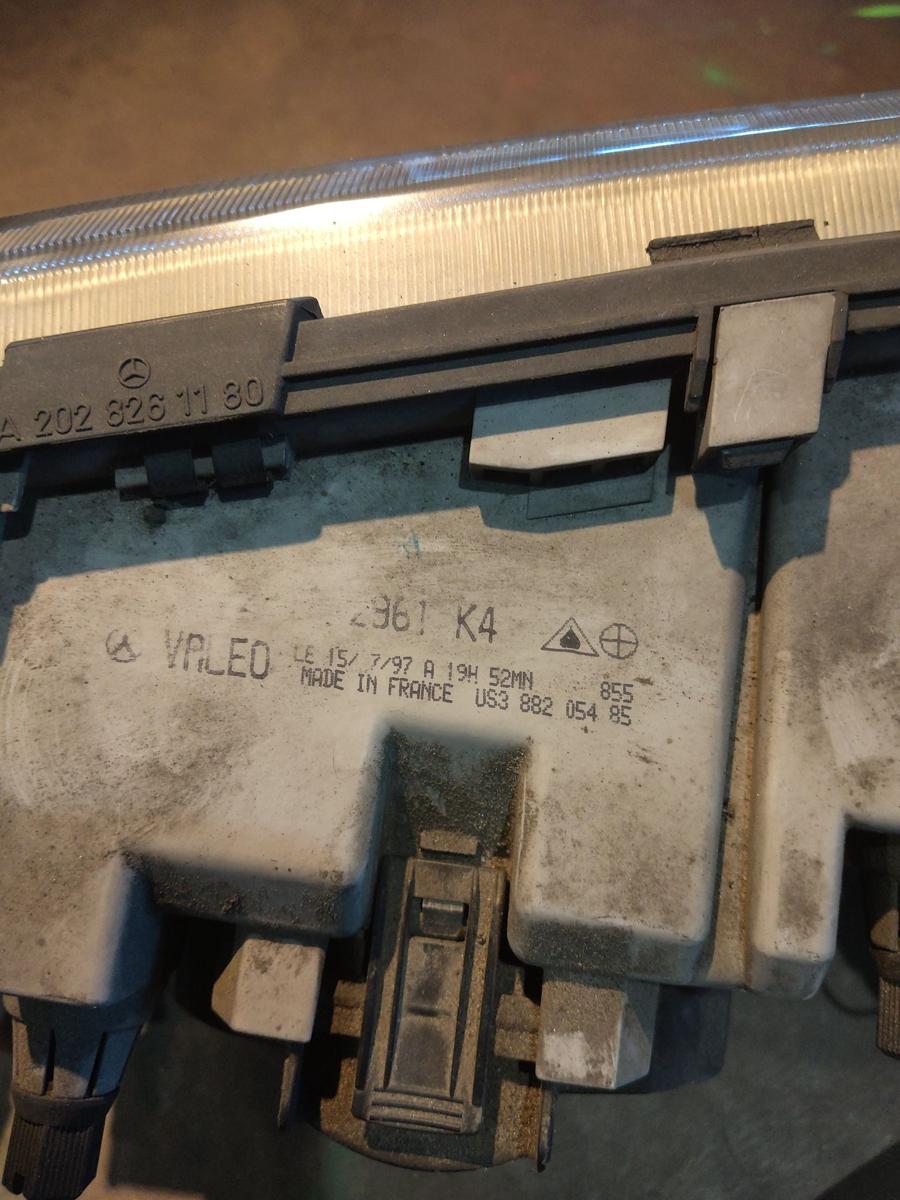 A 202 826 11 80
2961 K4
VALEO LE 15/ 7/97 A 19H 52MN 855
MADE IN FRANCE US3 882 054 85